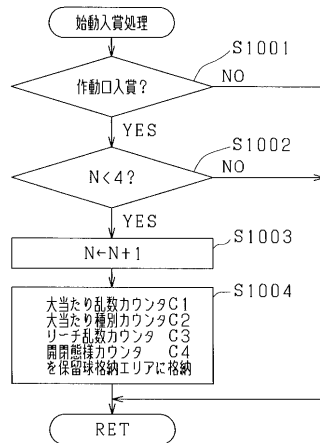 始動入賞処理
S1001
作動口入賞?
NO
YES
S1002
N<4?
NO
YES
S1003
N←N+1
S1004
大当たり乱数カウンタC1
大当たり種別カウンタC2
リーチ乱数カウンタ C3
開閉態様カウンタ C4
を保留球格納エリアに格納
RET